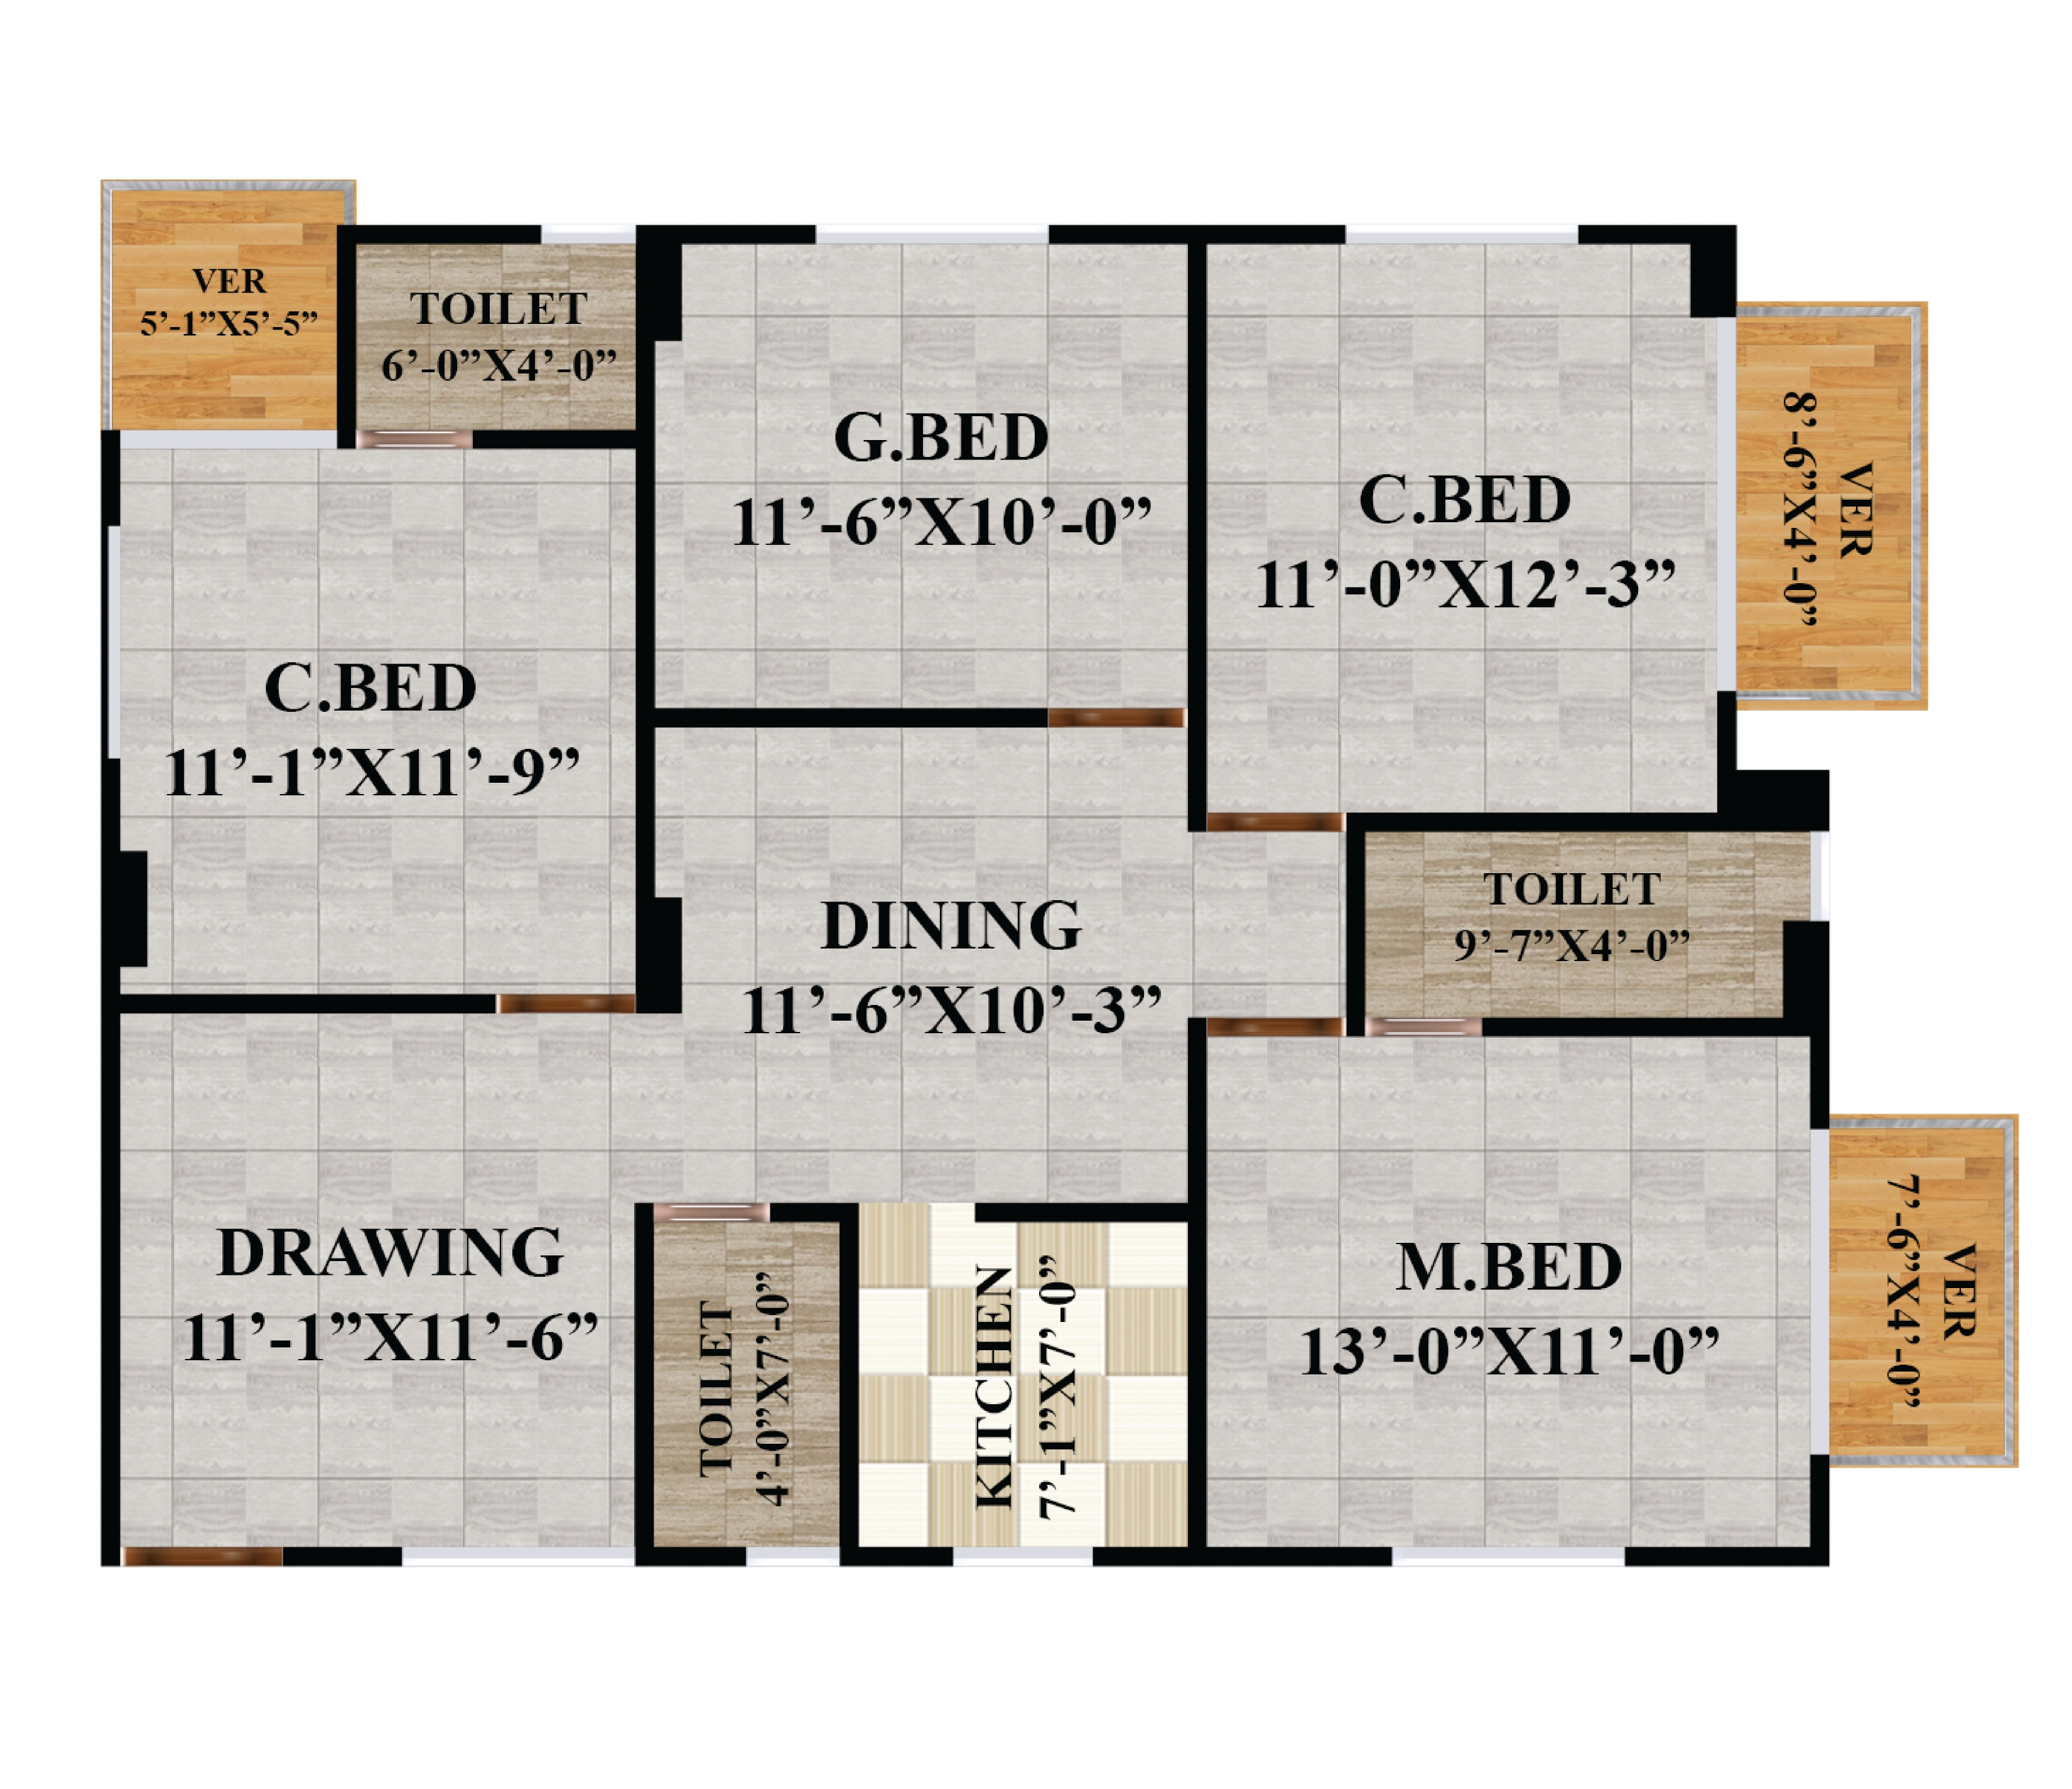 VER
5’-1”X5’-5”
TOILET
6’-0”X4’-0”
G.BED
11’-6”X10’-0”
C.BED
11’-0”X12’-3”
VER
8’-6”X4’-0”
C.BED
11’-1”X11’-9”
DINING
11’-6”X10’-3”
TOILET
9’-7”X4’-0”
DRAWING
11’-1”X11’-6”
TOILET
4’-0”X7’-0”
KITCHEN
7’-1”X7’-0”
M.BED
13’-0”X11’-0”
VER
7’-6”X4’-0”